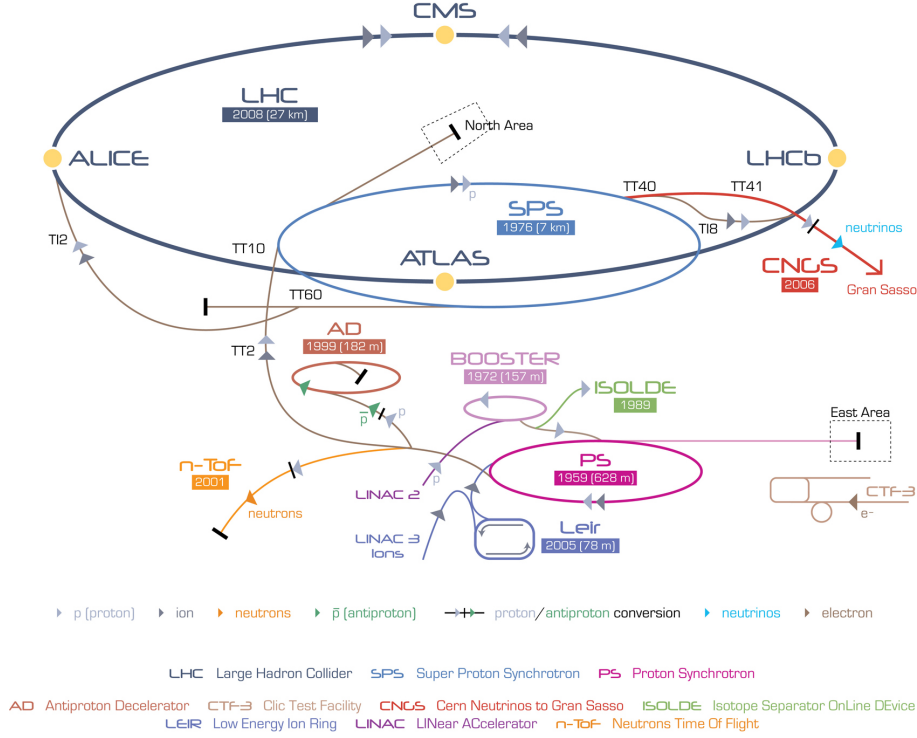 CMS
LHC
2008 (27 km)
North Area
ALICE
LHCb
TT40
TT41
p
SPS
1976 (7 km)
TI2
TT10
TI8
neutrinos
ATLAS
CNGS
2006
Gran Sasso
TT60
AD
1999 (182 m)
TT2
BOOSTER
1972 (157 m)
ISOLDE
1989
p̅
p
East Area
n-ToF
2001
PS
1959 (628 m)
p
LINAC 2
neutrons
CTF-3
e-
LINAC 3
Ions
Leir
2005 (78 m)
p (proton)
ion
neutrons
p̅ (antiproton)
proton/antiproton conversion
neutrinos
electron
LHC Large Hadron Collider SPS Super Proton Synchrotron PS Proton Synchrotron
AD Antiproton Decelerator CTF-3 Clic Test Facility CNGS Cern Neutrinos to Gran Sasso ISOLDE Isotope Separator OnLine DEvice
LEIR Low Energy Ion Ring LINAC LINear ACcelerator n-ToF Neutrons Time Of Flight